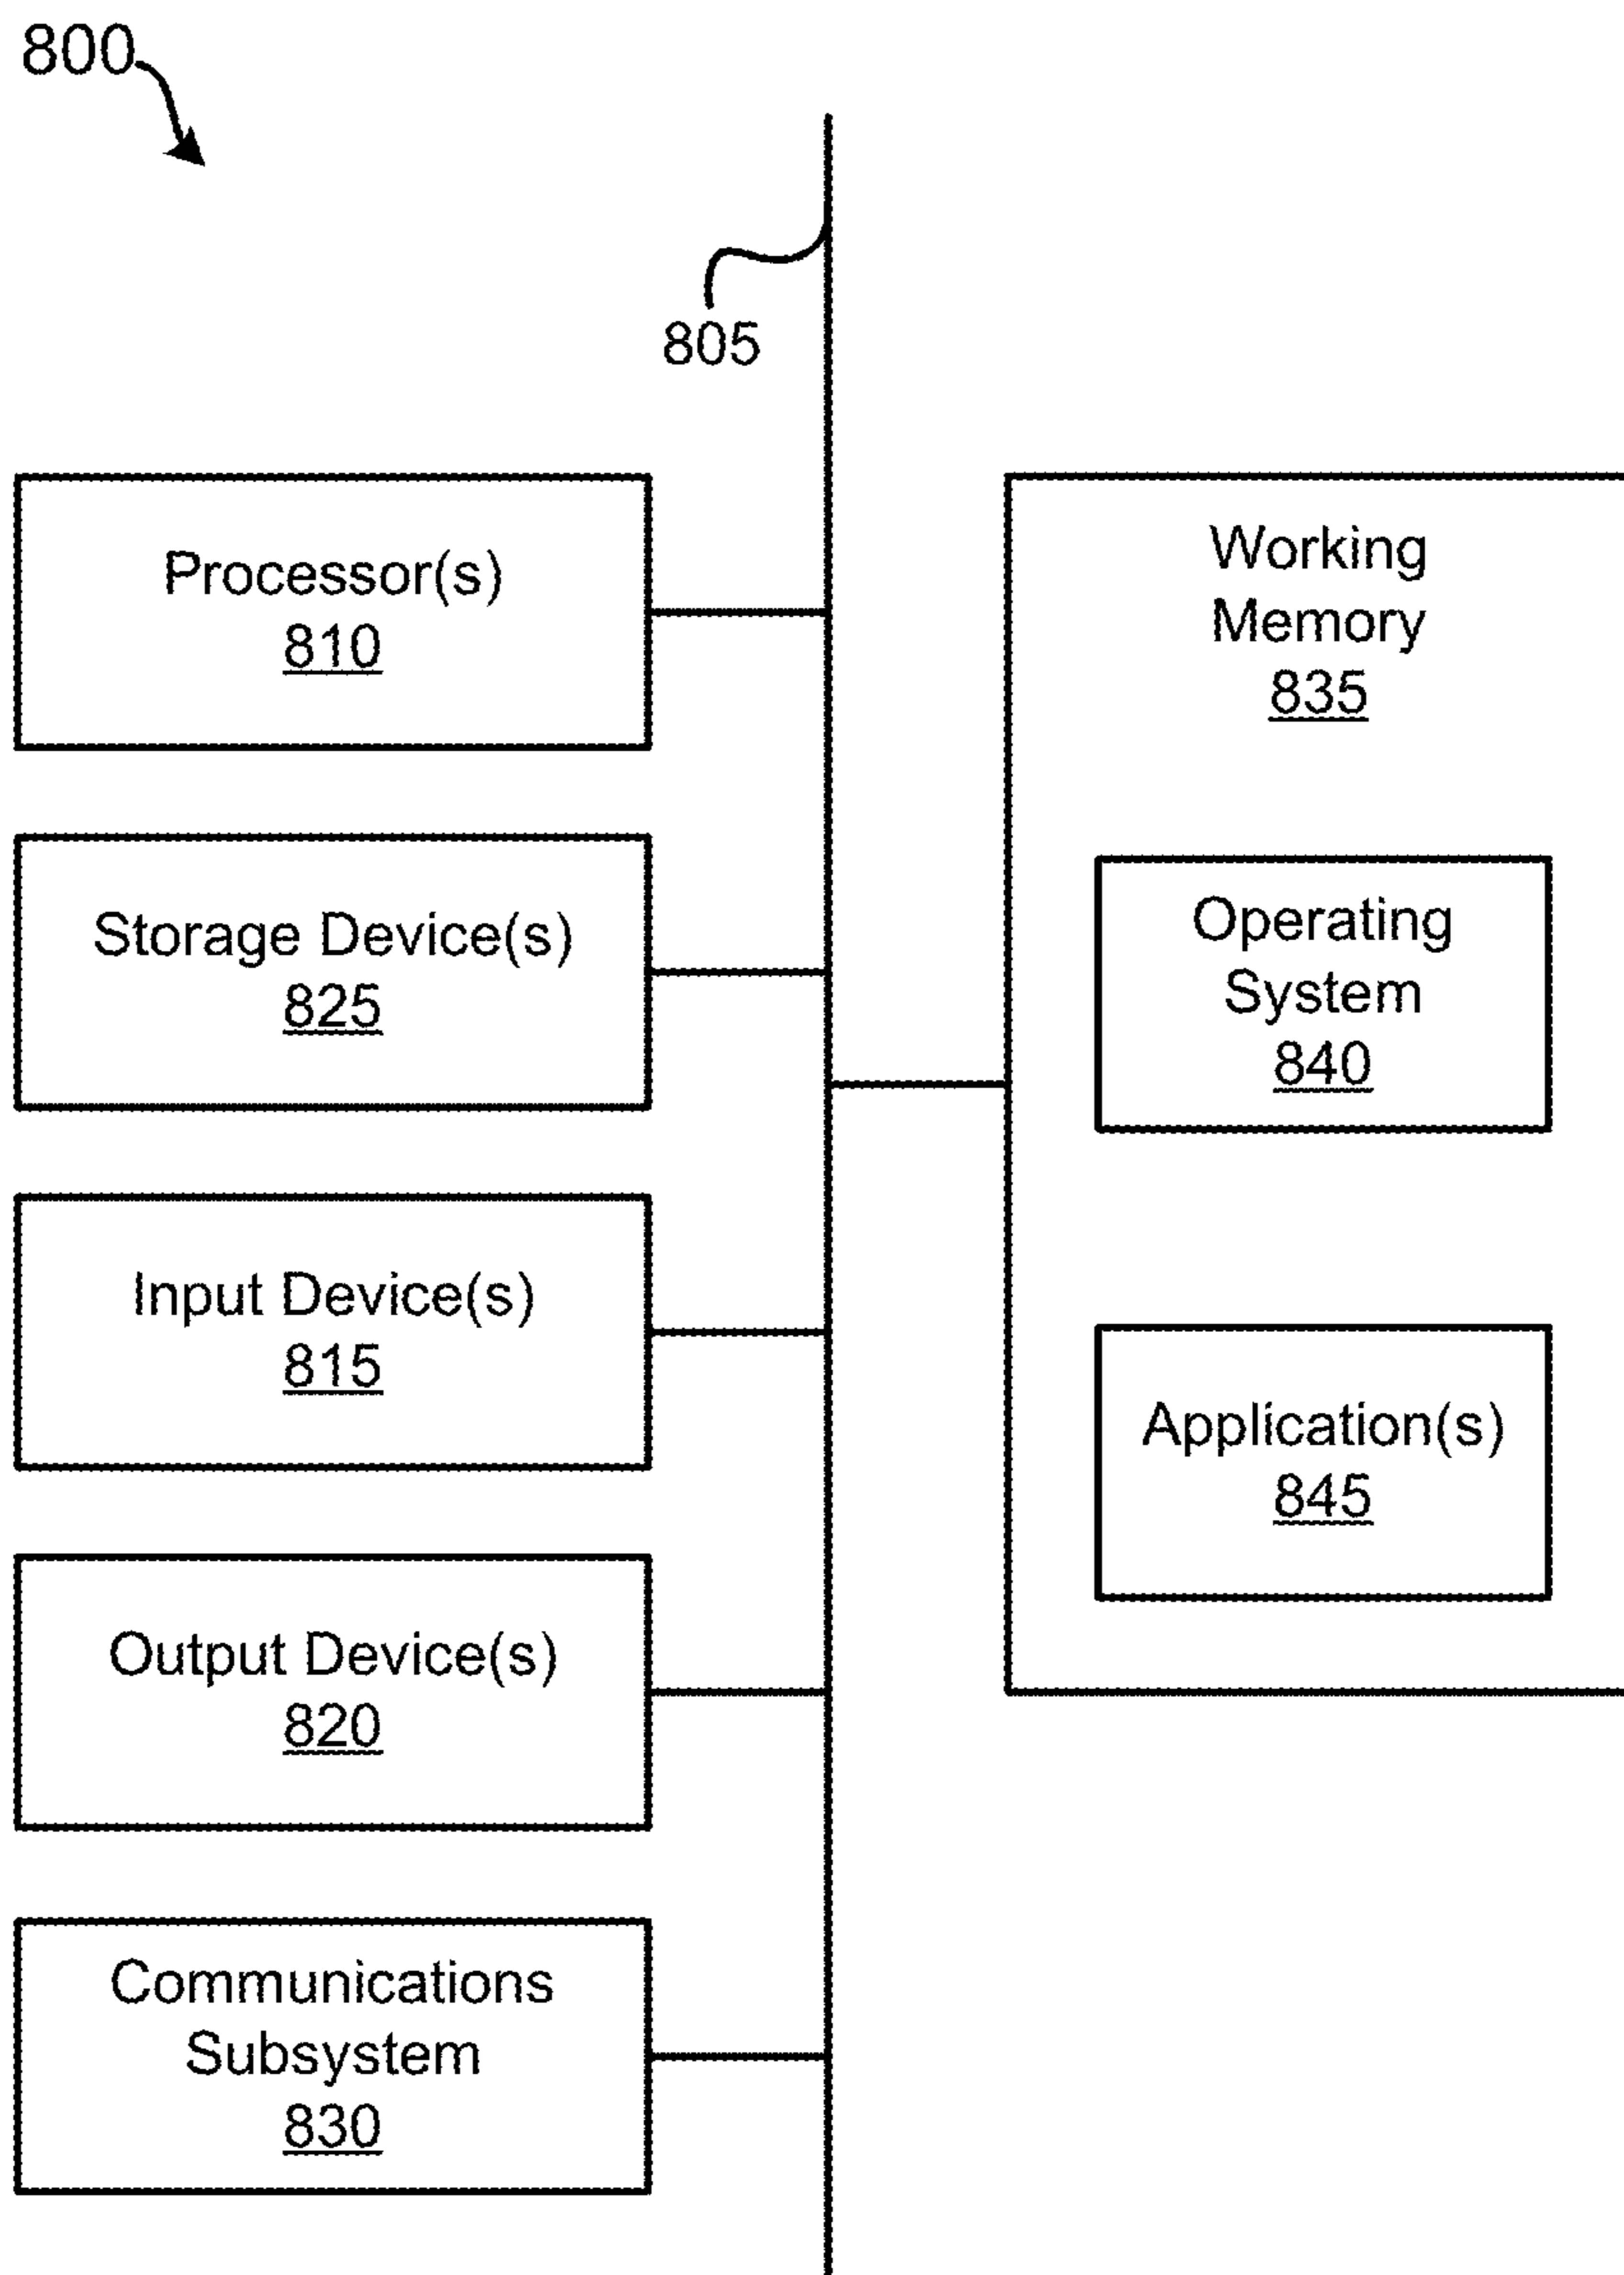 800
805
Processor(s)
810
Storage Device(s)
825
Input Device(s)
815
Output Device(s)
820
Communications
Subsystem
830
Working
Memory
835
Operating
System
840
Application(s)
845